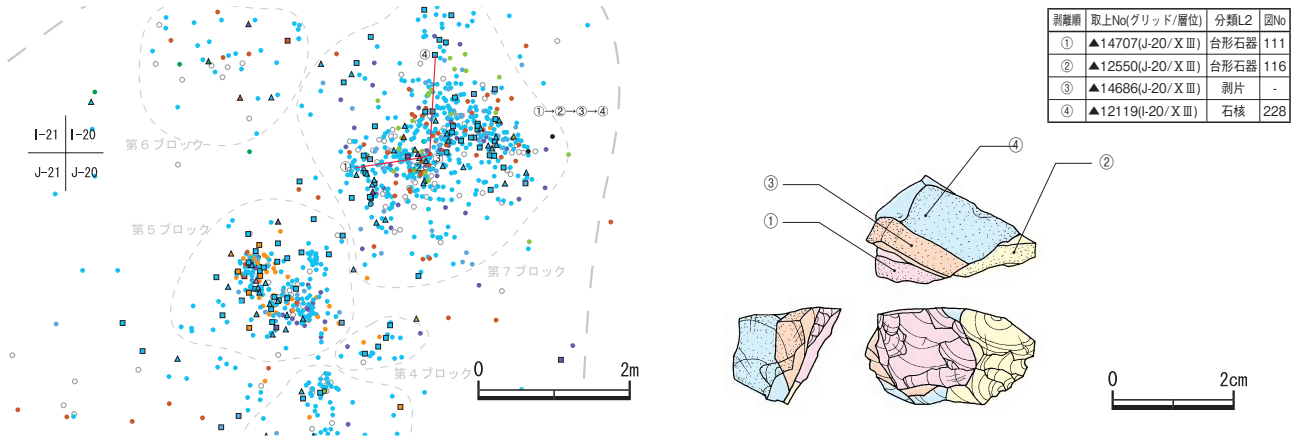 ④
①→②→③→④
I-21 I-20
第6ブロック
J-21 J-20
① ② ③
第5ブロック
第7ブロック
第4ブロック
0 2m
剥離順 取上No(グリッド/層位) 分類L2 図No
① ▲14707(J-20/ＸⅢ) 台形石器 111
② ▲12550(J-20/ＸⅢ) 台形石器 116
③ ▲14686(J-20/ＸⅢ) 剥片 -
④ ▲12119(I-20/ＸⅢ) 石核 228
④
②
③
①
0 2cm